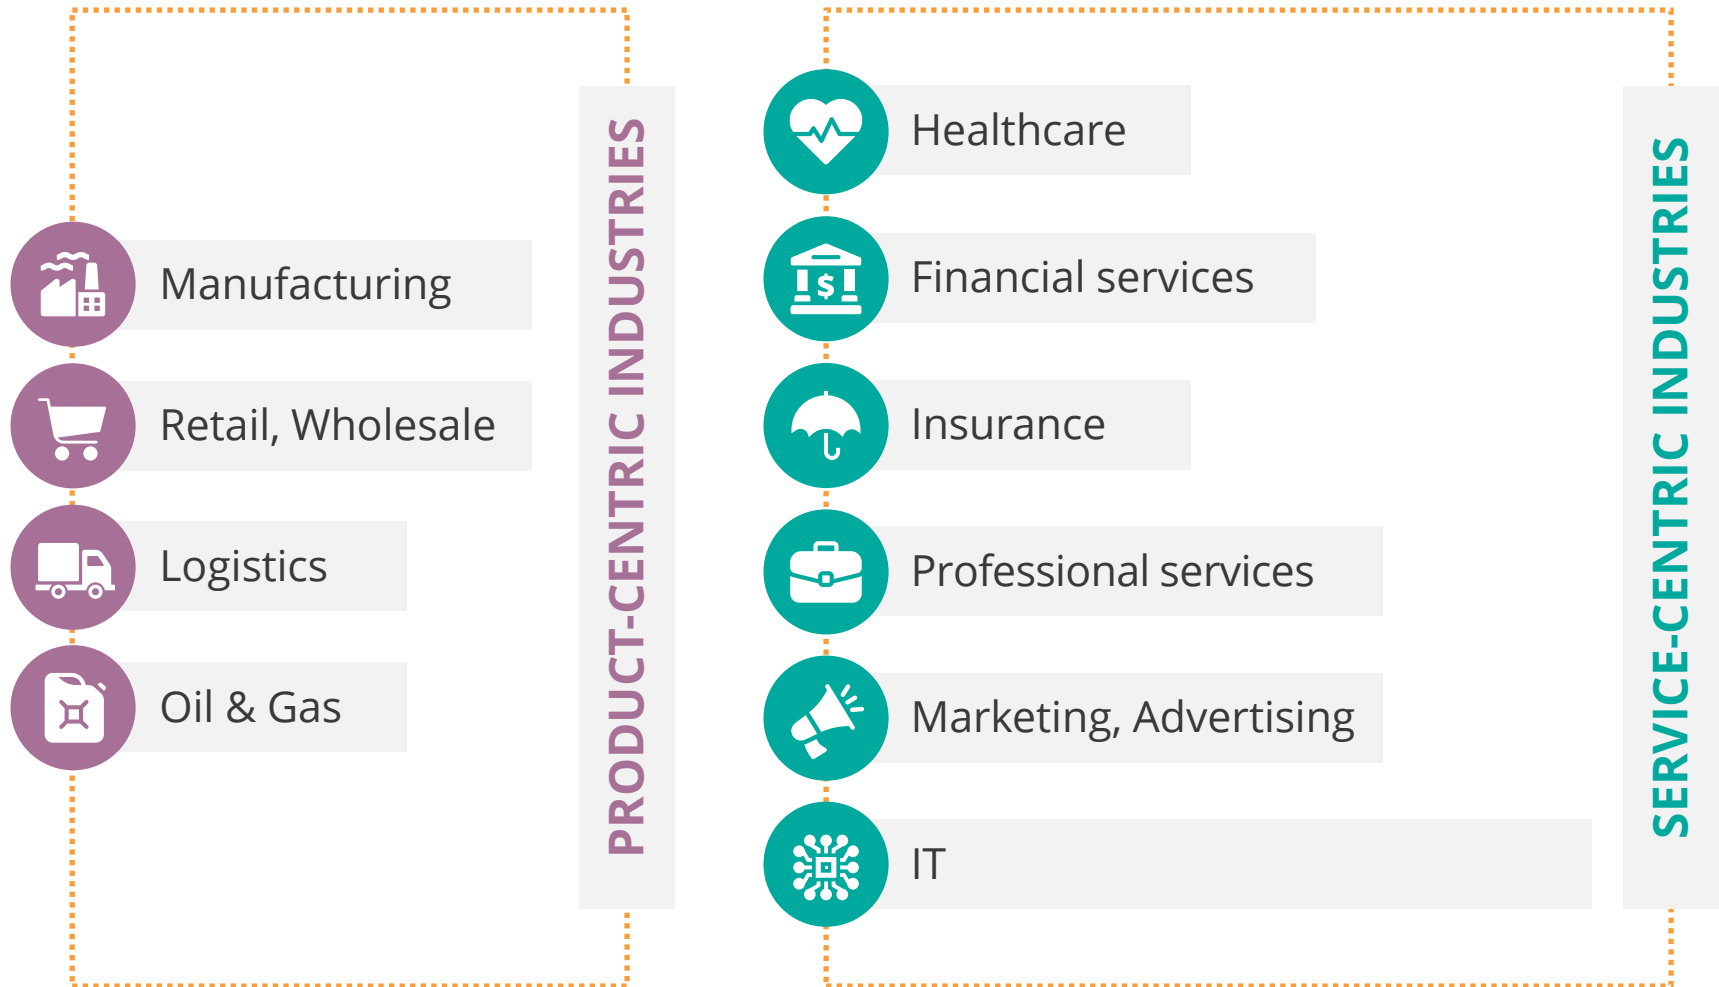 Manufacturing
Retail, Wholesale
Logistics
Oil & Gas
PRODUCT-CENTRIC INDUSTRIES
Healthcare
Financial services
$
Insurance
Professional services
Marketing, Advertising
IT
SERVICE-CENTRIC INDUSTRIES